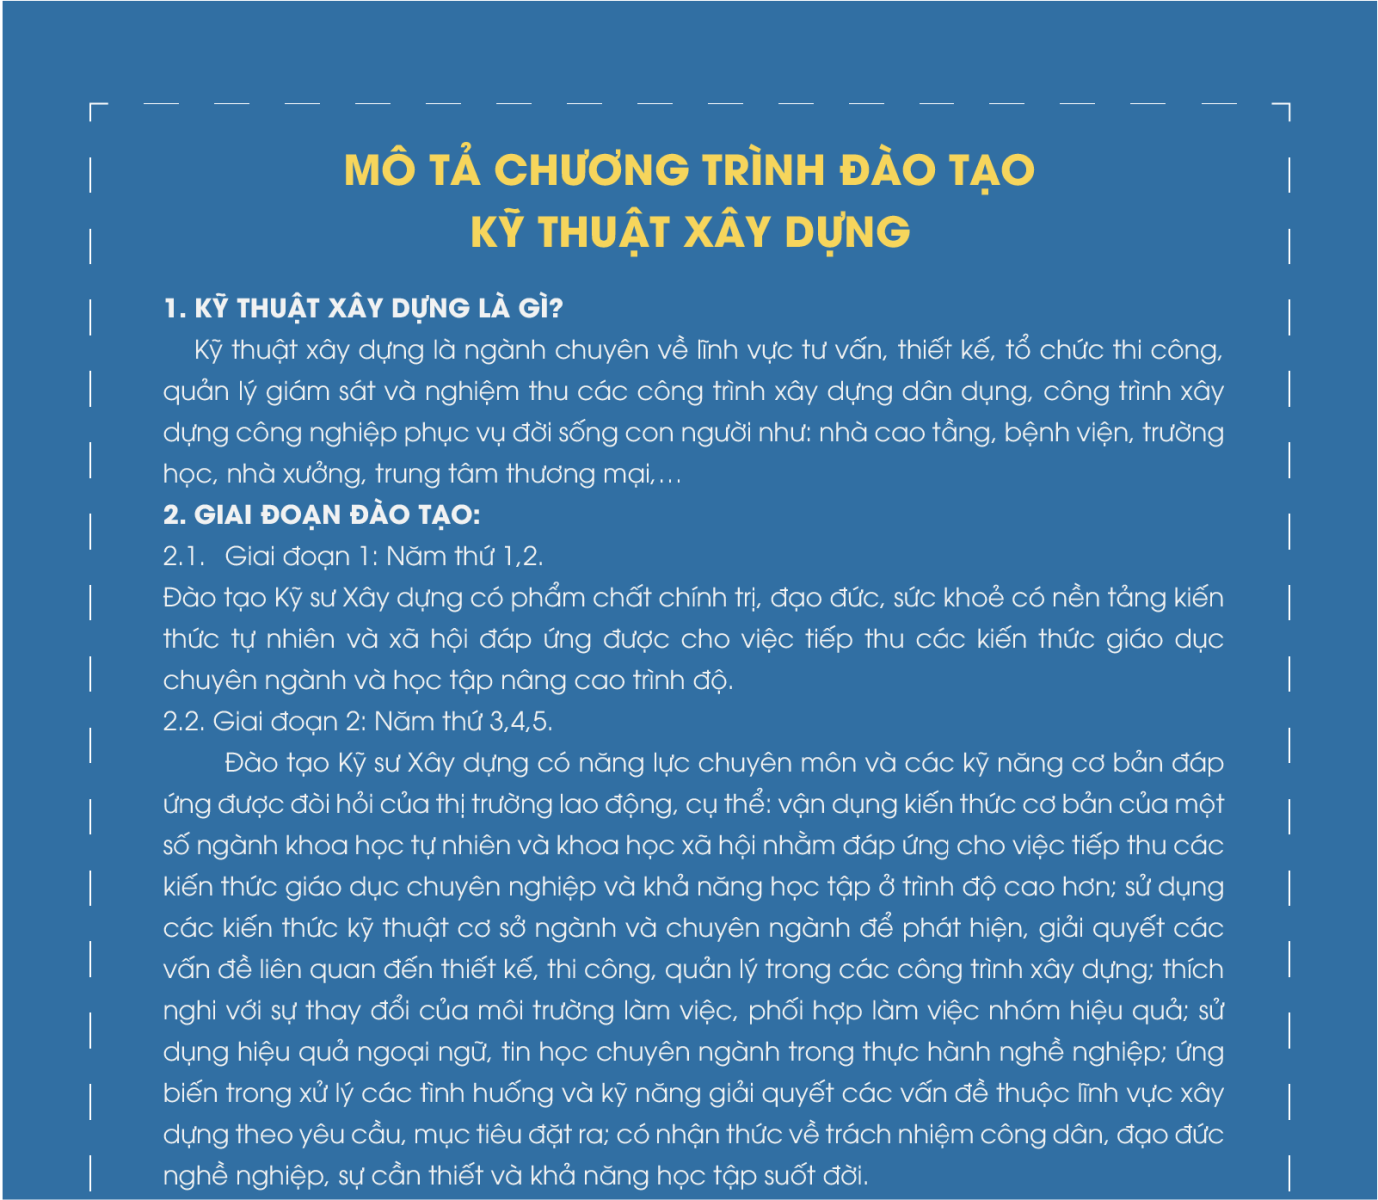 MÔ TẢ CHƯƠNG TRÌNH ĐÀO TẠO
KỸ THUẬT XÂY DỰNG
1. KỸ THUẬT XÂY DỰNG LÀ GÌ?
Kỹ thuật xây dựng là ngành chuyên về lĩnh vực tư vấn, thiết kế, tổ chức thi công,
quản lý giám sát và nghiệm thu các công trình xây dựng dân dụng, công trình xây
dựng công nghiệp phục vụ đời sống con người như: nhà cao tầng, bệnh viện, trường
học, nhà xưởng, trung tâm thương mại,...
2. GIAI ĐOẠN ĐÀO TẠO:
2.1. Giai đoạn 1: Năm thứ 1,2.
Đào tạo Kỹ sư Xây dựng có phẩm chất chính trị, đạo đức, sức khoẻ có nền tảng kiến
thức tự nhiên và xã hội đáp ứng được cho việc tiếp thu các kiến thức giáo dục
chuyên ngành và học tập nâng cao trình độ.
2.2. Giai đoạn 2: Năm thứ 3,4,5.
Đào tạo Kỹ sư Xây dựng có năng lực chuyên môn và các kỹ năng cơ bản đáp
ứng được đòi hỏi của thị trường lao động, cụ thể: vận dụng kiến thức cơ bản của một
số ngành khoa học tự nhiên và khoa học xã hội nhằm đáp ứng cho việc tiếp thu các
kiến thức giáo dục chuyên nghiệp và khả năng học tập ở trình độ cao hơn; sử dụng
các kiến thức kỹ thuật cơ sở ngành và chuyên ngành để phát hiện, giải quyết các
vấn đề liên quan đến thiết kế, thi công, quản lý trong các công trình xây dựng; thích
nghi với sự thay đổi của môi trường làm việc, phối hợp làm việc nhóm hiệu quả; sử
dụng hiệu quả ngoại ngữ, tin học chuyên ngành trong thực hành nghề nghiệp; ứng
biến trong xử lý các tình huống và kỹ năng giải quyết các vấn đề thuộc lĩnh vực xây
dựng theo yêu cầu, mục tiêu đặt ra; có nhận thức về trách nhiệm công dân, đạo đức
nghề nghiệp, sự cần thiết và khả năng học tập suốt đời.